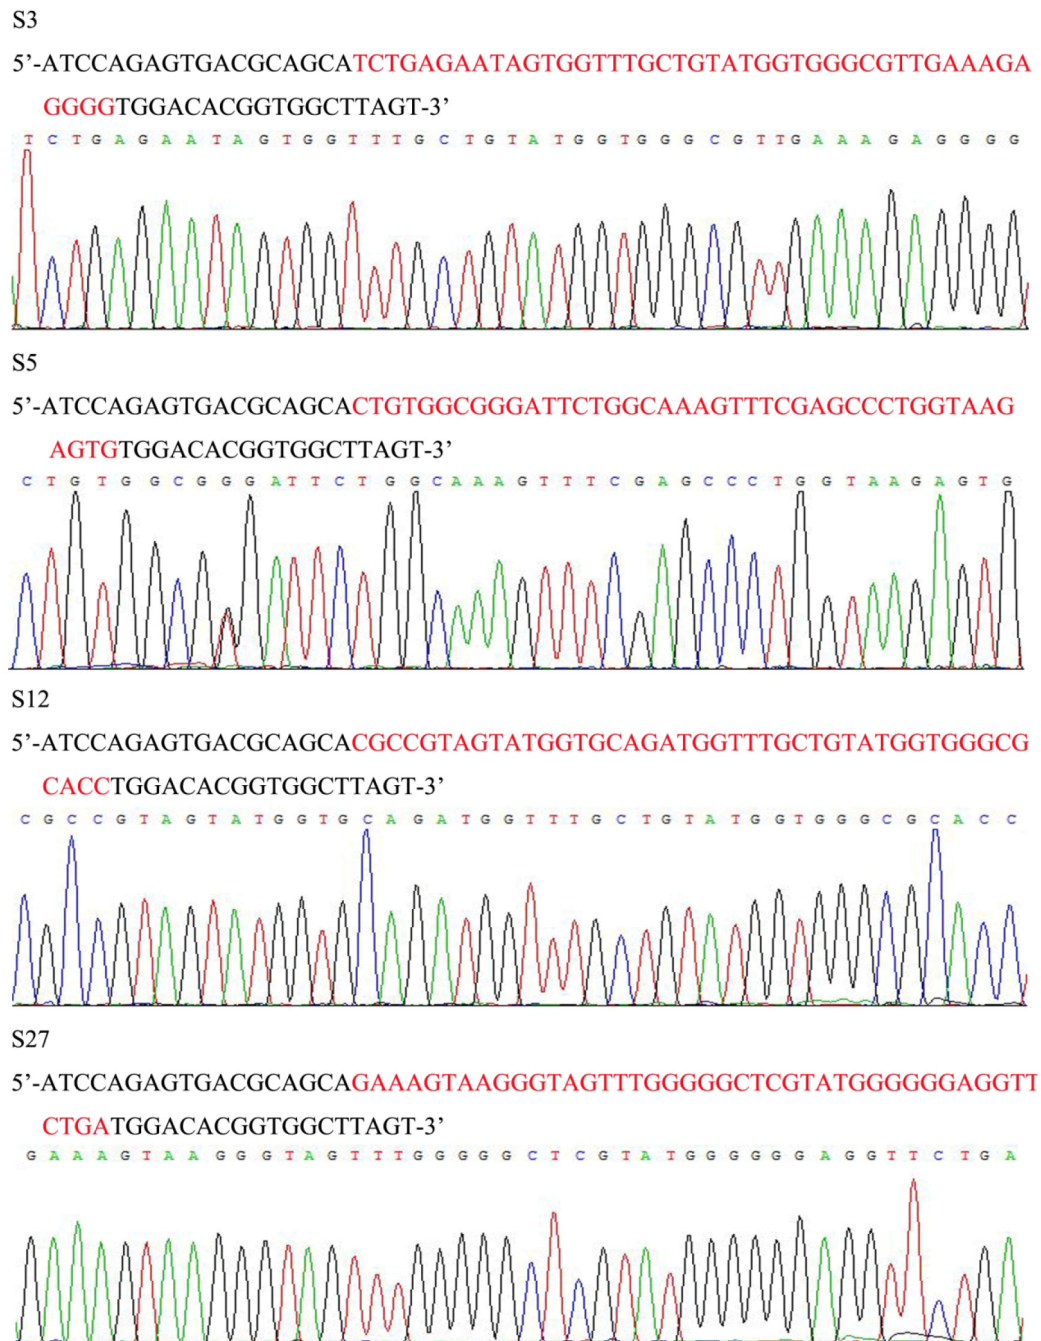 S3
5’-ATCCAGAGTGACGCAGCATCTGAGAATAGTGGTTTGCTGTATGGTGGGCGTTGAAAGA
GGGGTGGACACGGTGGCTTAGT-3’
T C T G A G A A T A G T G G T T T G C T G T A T G G T G G G C G T T G A A A G A G G G G
S5
5’-ATCCAGAGTGACGCAGCACTGTGGCGGGATTCTGGCAAAGTTTCGAGCCCTGGTAAG
AGTGTGGACACGGTGGCTTAGT-3’
C T G T G G C G G G A T T C T G G C A A A G T T T C G A G C C C T G G T A A G A G T G
S12
5’-ATCCAGAGTGACGCAGCACGCCGTAGTATGGTGCAGATGGTTTGCTGTATGGTGGGCG
CACCTGGACACGGTGGCTTAGT-3’
C G C C G T A G T A T G G T G C A G A T G G T T T G C T G T A T G G T G G G C G C A C C
S27
5’-ATCCAGAGTGACGCAGCAGAAAGTAAGGGTAGTTTGGGGGCTCGTATGGGGGGAGGTT
CTGATGGACACGGTGGCTTAGT-3’
G A A A G T A A G G G T A G T T T G G G G G C T C G T A T G G G G G G A G G T T C T G A